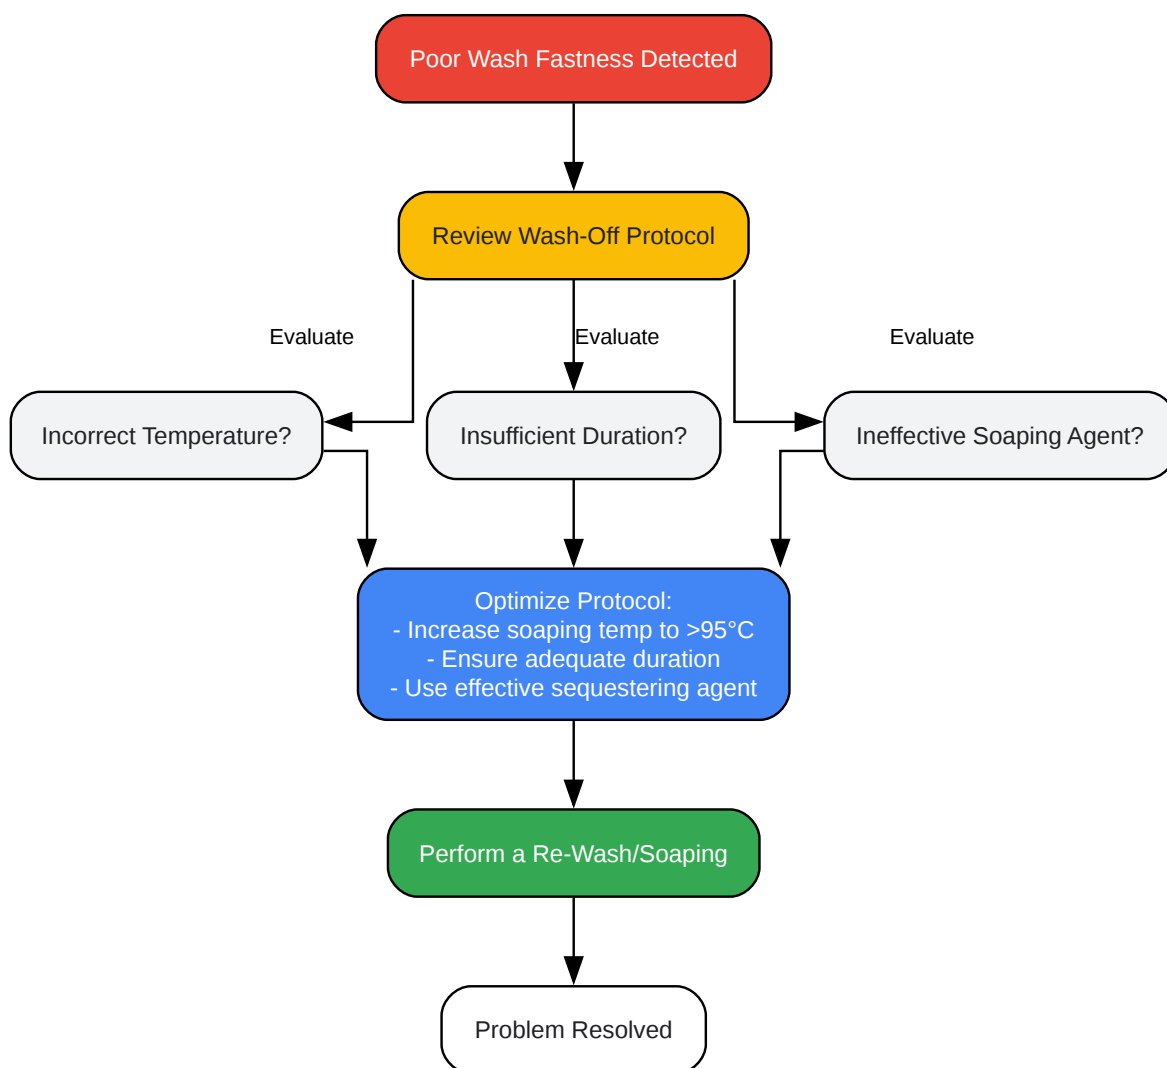 Poor Wash Fastness Detected
Review Wash-Off Protocol
Evaluate
Evaluate
Evaluate
Incorrect Temperature?
Insufficient Duration?
Ineffective Soaping Agent?
Optimize Protocol:
- Increase soaping temp to >95°C
- Ensure adequate duration
- Use effective sequestering agent
Perform a Re-Wash/Soaping
Problem Resolved